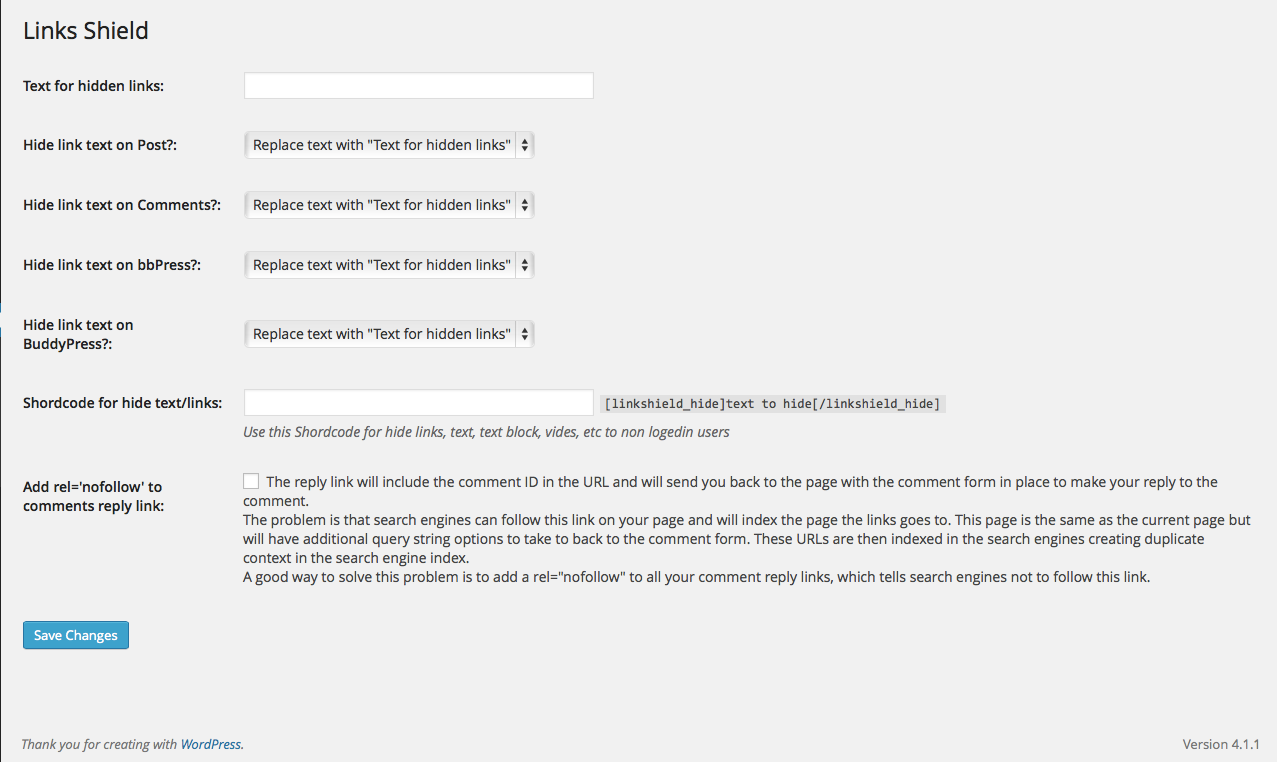 Links Shield
Text for hidden links:
Hide link text on Post?:
Replace text with "Text for hidden links"
Hide link text on Comments?:
Replace text with "Text for hidden links"
Hide link text on bbPress?:
Replace text with "Text for hidden links"
Hide link text on
BuddyPress?:
Replace text with "Text for hidden links"
Shordcode for hide text/links:
[linkshield_hide]text to hide[/linkshield_hide]
Use this Shordcode for hide links, text, text block, vides, etc to non logedin users
Add rel='nofollow' to
comments reply link:
The reply link will include the comment ID in the URL and will send you back to the page with the comment form in place to make your reply to the
comment.
The problem is that search engines can follow this link on your page and will index the page the links goes to. This page is the same as the current page but
will have additional query string options to take to back to the comment form. These URLs are then indexed in the search engines creating duplicate
context in the search engine index.
A good way to solve this problem is to add a rel="nofollow" to all your comment reply links, which tells search engines not to follow this link.
Save Changes
Thank you for creating with WordPress.
Version 4.1.1